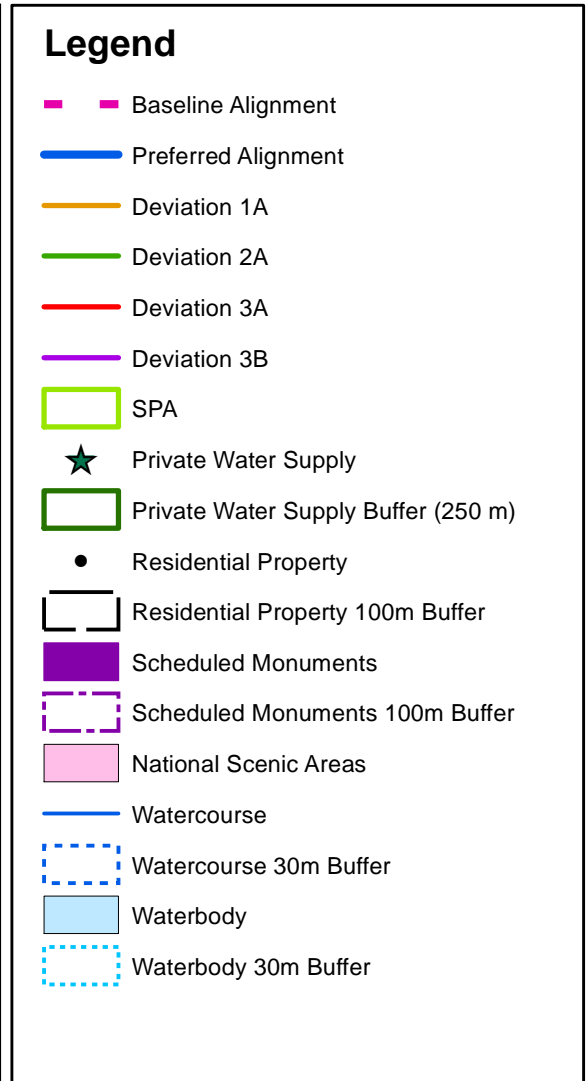 Legend
Baseline Alignment
Preferred Alignment
Deviation 1A
Deviation 2A
Deviation 3A
Deviation 3B
SPA
Private Water Supply
Private Water Supply Buffer (250 m)
Residential Property
Residential Property 100m Buffer
Scheduled Monuments
Scheduled Monuments 100m Buffer
National Scenic Areas
Watercourse
Watercourse 30m Buffer
Waterbody
Waterbody 30m Buffer